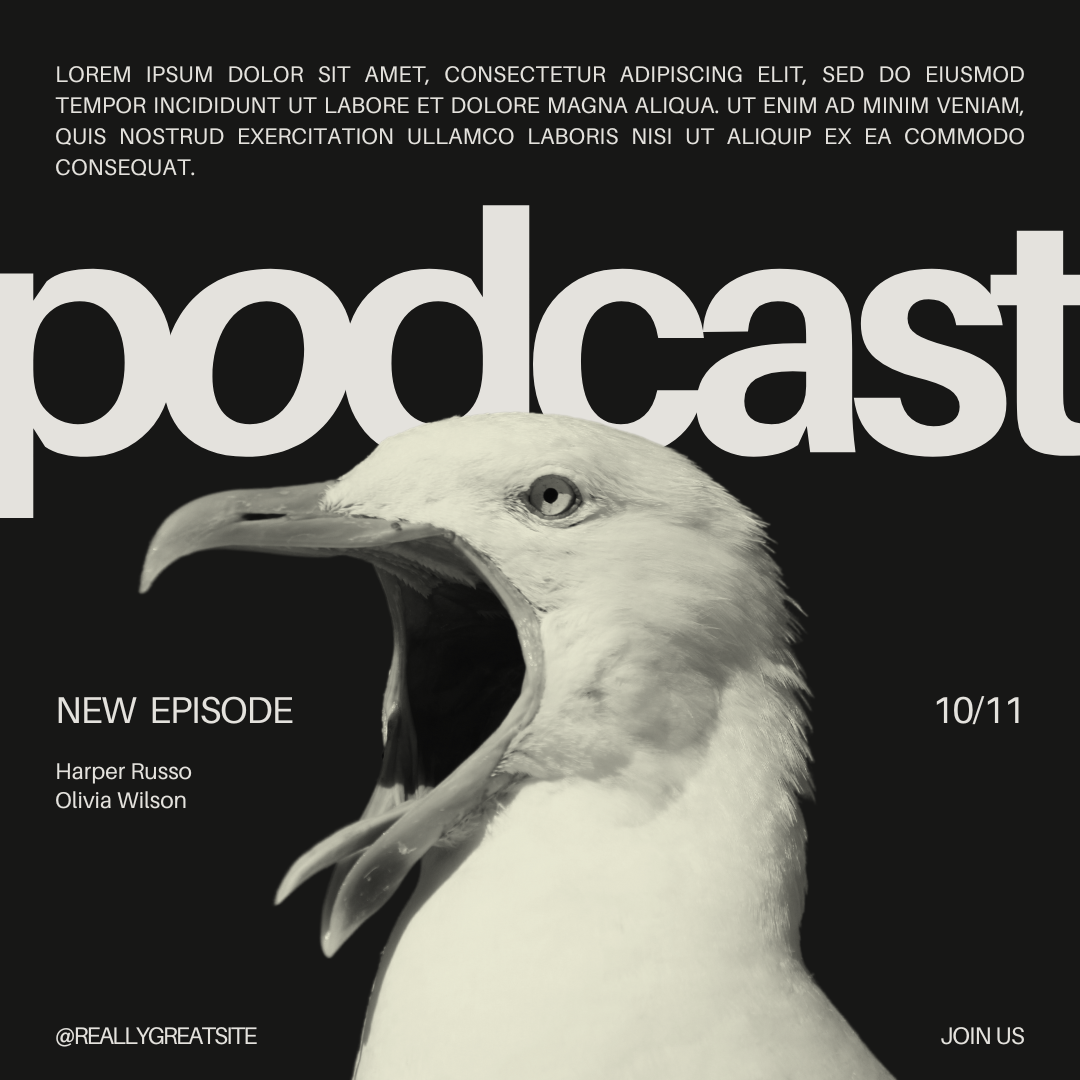 LOREM IPSUM DOLOR SIT AMET, CONSECTETUR ADIPISCING ELIT, SED DO EIUSMOD
TEMPOR INCIDIDUNT UT LABORE ET DOLORE MAGNA ALIQUA. UT ENIM AD MINIM VENIAM,
QUIS NOSTRUD EXERCITATION ULLAMCO LABORIS NISI UT ALIQUIP EX EA COMMODO
CONSEQUAT.
podcast
NEW EPISODE
10/11
Harper Russo
Olivia Wilson
@REALLYGREATSITE
JOIN US